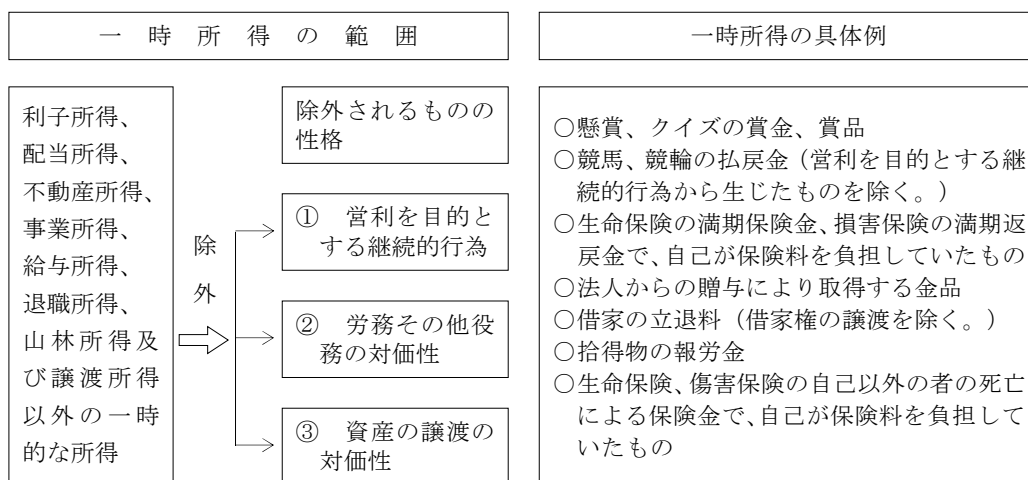 一時所得の範囲
利子所得、
配当所得、
不動産所得、
事業所得、
給与所得、
退職所得、
山林所得及
び譲渡所得
以外の一時
的な所得
除
外
除外されるものの
性格
① 営利を目的と
する継続的行為
② 労務その他役
務の対価性
③ 資産の譲渡の
対価性
一時所得の具体例
○懸賞、クイズの賞金、賞品
○競馬、競輪の払戻金（営利を目的とする継
続的行為から生じたものを除く。）
○生命保険の満期保険金、損害保険の満期返
戻金で、自己が保険料を負担していたもの
○法人からの贈与により取得する金品
○借家の立退料（借家権の譲渡を除く。）
○拾得物の報労金
○生命保険、傷害保険の自己以外の者の死亡
による保険金で、自己が保険料を負担して
いたもの